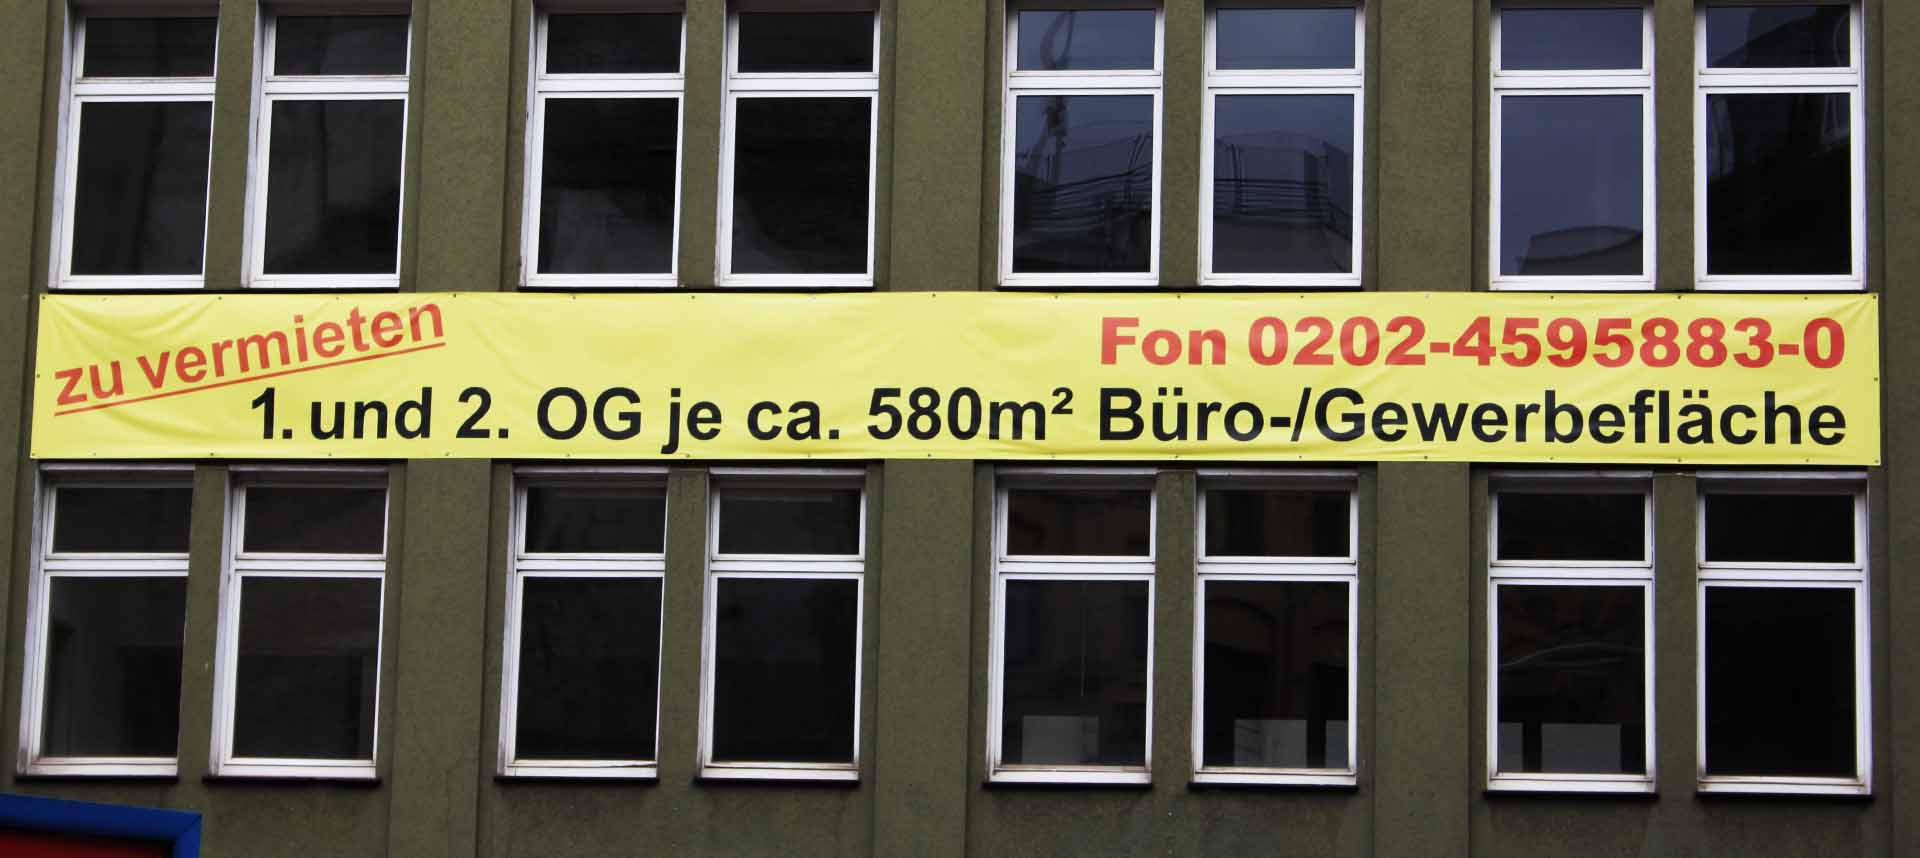 zu vermieten
Fon 0202-4595883-0
1. und 2. OG je ca. 580m² Büro-/Gewerbefläche